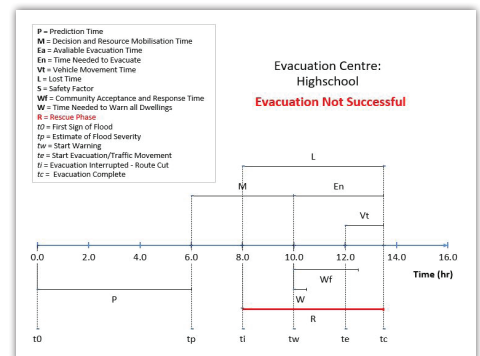 P = Prediction Time
M = Decision and Resource Mobilisation Time
Ea = Avaliable Evacuation Time
En = Time Needed to Evacuate
Vt = Vehicle Movement Time
L = Lost Time
S = Safety Factor
Wf = Community Acceptance and Response Time
W = Time Needed to Warn all Dwellings
R = Rescue Phase
t0 = First Sign of Flood
tp = Estimate of Flood Severity
tw = Start Warning
te = Start Evacuation/Traffic Movement
ti = Evacuation Interrupted - Route Cut
tc = Evacuation Complete
Evacuation Centre:
Highschool
Evacuation Not Successful
L
M En
Vt
0.0 2.0 4.0 6.0 8.0 10.0 12.0 14.0 16.0
Time (hr)
Wf
P W
R
t0 tp ti tw te tc